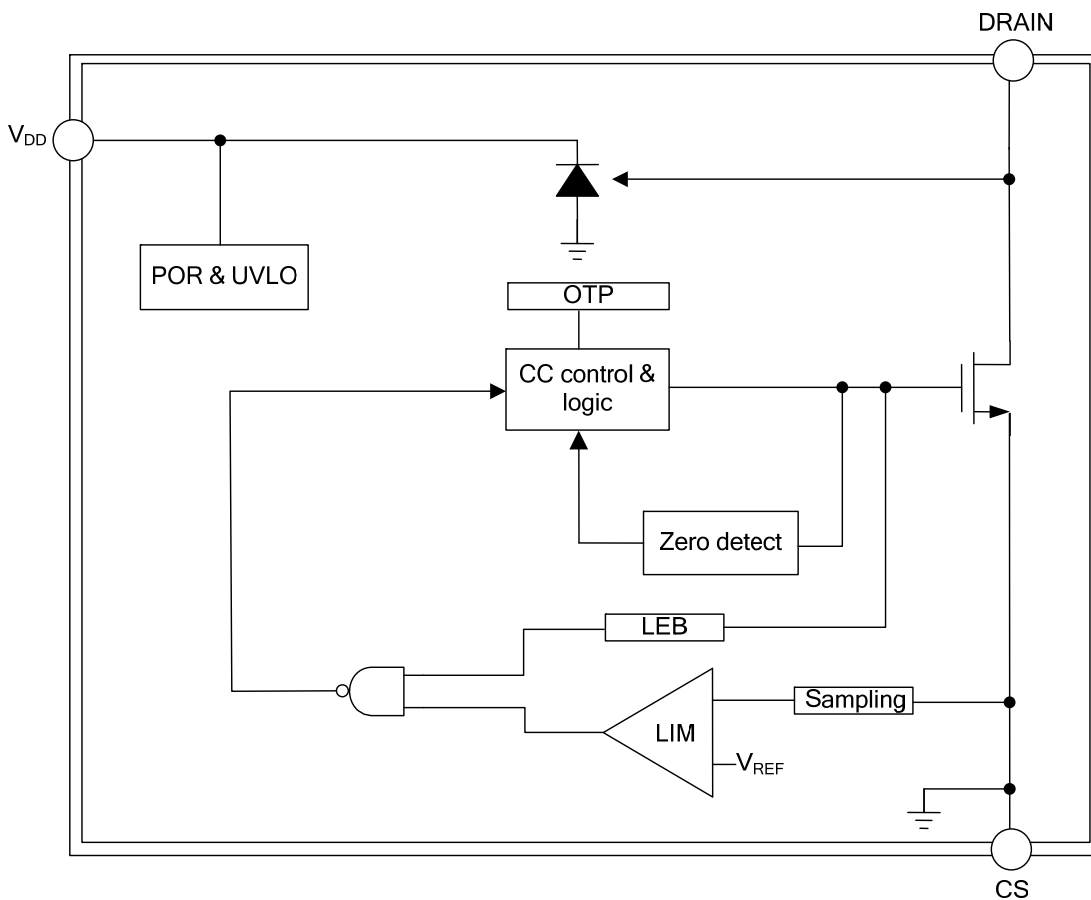 DRAIN
VDD
POR & UVLO
OTP
CC control &
logic
Zero detect
LEB
Sampling
LIM
VREF
CS